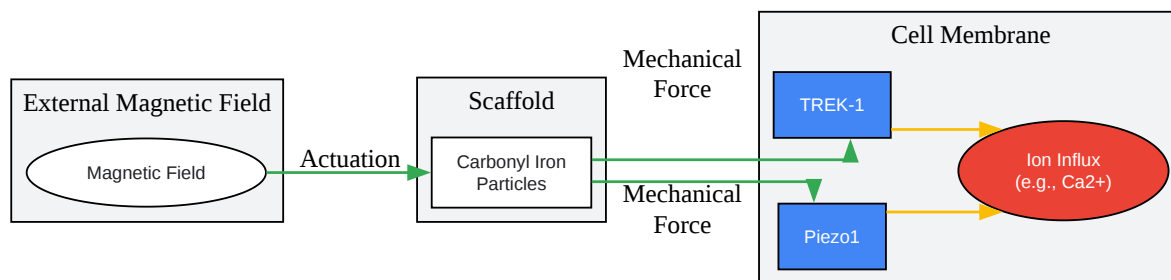 External Magnetic Field
Magnetic Field
Actuation
Scaffold
Carbonyl Iron
Particles
Mechanical
Force
Mechanical
Force
Cell Membrane
TREK-1
Piezo1
Ion Influx
(e.g., Ca2+)